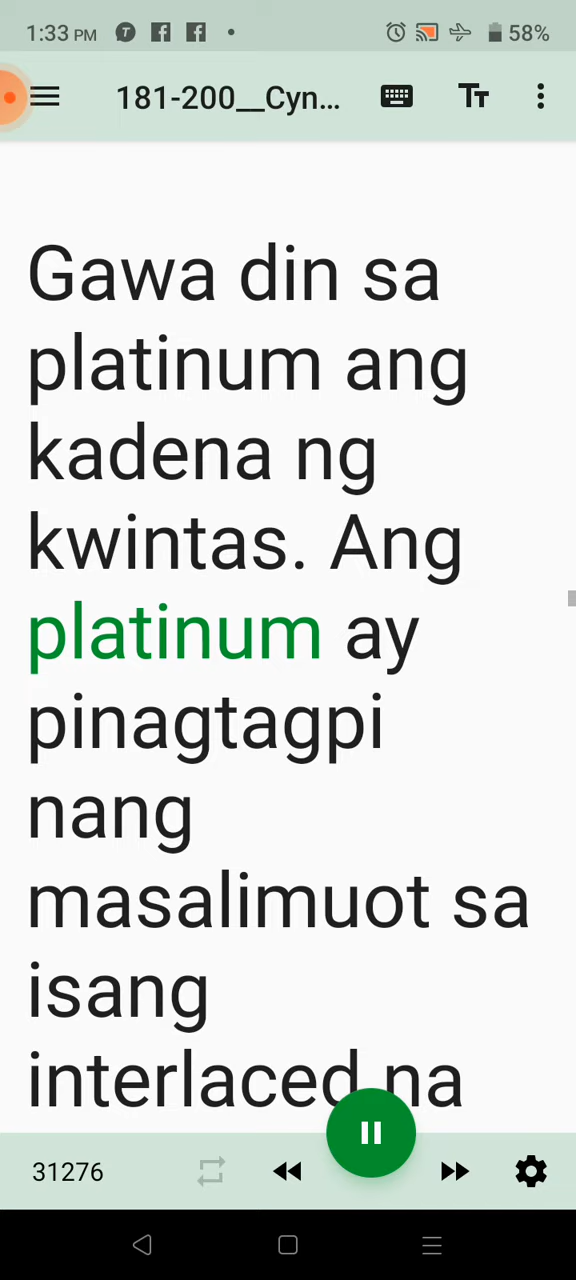 1:33 PM
58%
181-200__Cyn...
Gawa din sa
platinum ang
kadena ng
kwintas. Ang
platinum ay
pinagtagpi
nang
masalimuot sa
isang
interlaced na
31276